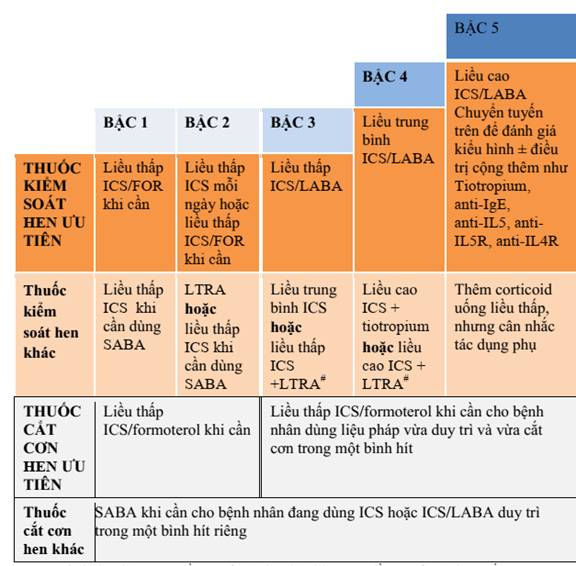 BẬC 5
BẬC 4
BẬC 1
BẬC 2
BẬC 3
THUỐC
KIỂM
SOÁT
HEN ƯU
TIÊN
Liều thấp
ICS/FOR
khi cần
Liều thấp
ICS mỗi
ngày hoặc
liều thấp
ICS/FOR
khi cần
Liều thấp
ICS/LABA
Liều trung
bình
ICS/LABA
Liều cao
ICS/LABA
Chuyển tuyến
trên để đánh giá
kiểu hình ± điều
trị cộng thêm như
Tiotropium,
anti-IgE,
anti-IL5, anti-
IL5R, anti-IL4R
Thuốc
kiểm
soát hen
khác
Liều thấp
ICS khi
cần dùng
SABA
LTRA
hoặc
liều thấp
ICS khi
cần dùng
SABA
Liều trung
bình ICS
hoặc
liều thấp
ICS
+LTRA#
Liều cao
ICS +
tiotropium
hoặc liều
cao ICS +
LTRA#
Thêm corticoid
uống liều thấp,
nhưng cân nhắc
tác dụng phụ
THUỐC
CẮT
CƠN
HEN ƯU
TIÊN
Liều thấp
ICS/formoterol khi cần
Liều thấp ICS/formoterol khi cần cho bệnh
nhân dùng liệu pháp vừa duy trì và vừa cắt
cơn trong một bình hít
Thuốc
cắt cơn
hen khác
SABA khi cần cho bệnh nhân đang dùng ICS hoặc ICS/LABA duy trì
trong một bình hít riêng